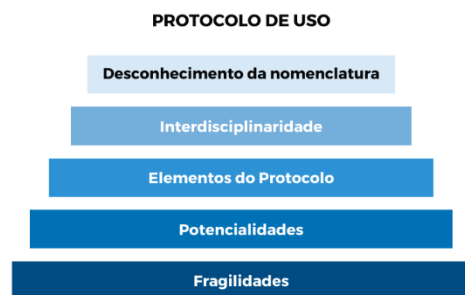 PROTOCOLO DE USO
Desconhecimento da nomenclatura
Interdisciplinaridade
Elementos do Protocolo
Potencialidades
Fragilidades